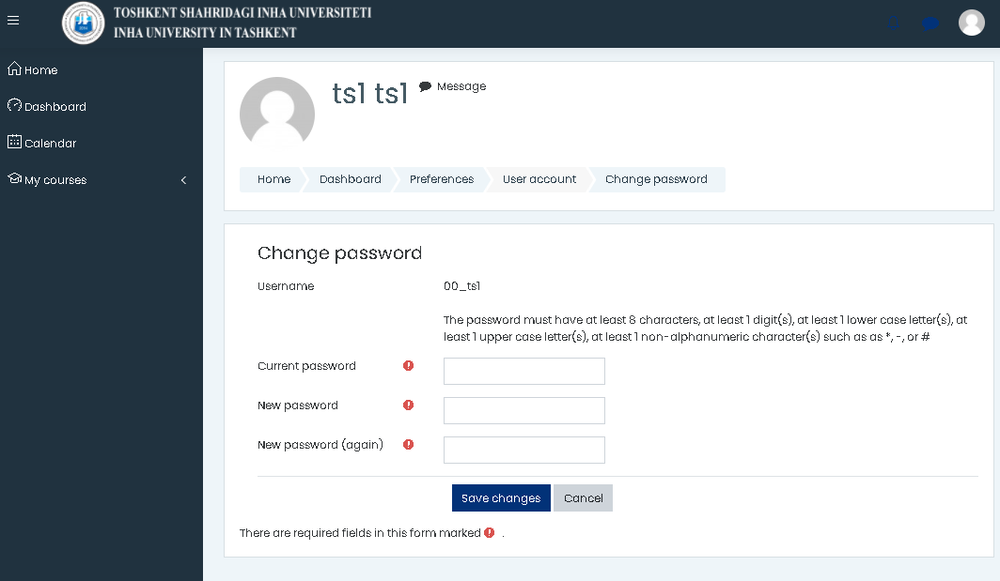 TOSHKENT SHAHRIDAGI INHA UNIVERSITETI
INHA UNIVERSITY IN TASHKENT
Home
Dashboard
Calendar
My courses
ts1 ts1
Message
Home Dashboard Preferences User account Change password
Change password
Username 00_ts1
The password must have at least 8 characters, at least 1 digit(s), at least 1 lower case letter(s), at
least 1 upper case letter(s), at least 1 non-alphanumeric character(s) such as as *, -, or #
Current password
New password
New password (again)
Save changes Cancel
There are required fields in this form marked .